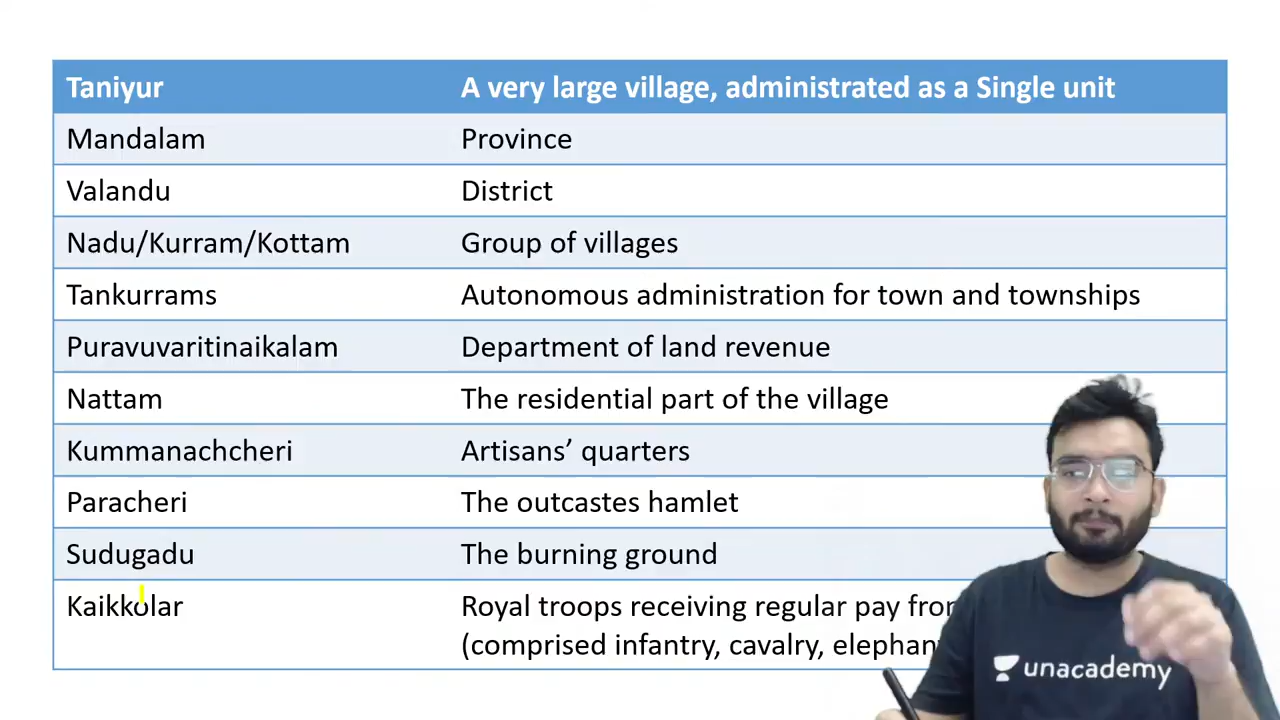 Taniyur A very large village, administrated as a Single unit
Mandalam Province
Valandu District
Nadu/Kurram/Kottam Group of villages
Tankurrams Autonomous administration for town and townships
Puravuvaritinaikalam Department of land revenue
Nattam The residential part of the village
Kummanachcheri Artisans’ quarters
Paracheri The outcastes hamlet
Sudugadu The burning ground
Kaikkolar Royal troops receiving regular pay
(comprised infantry, cavalry,
unacademy